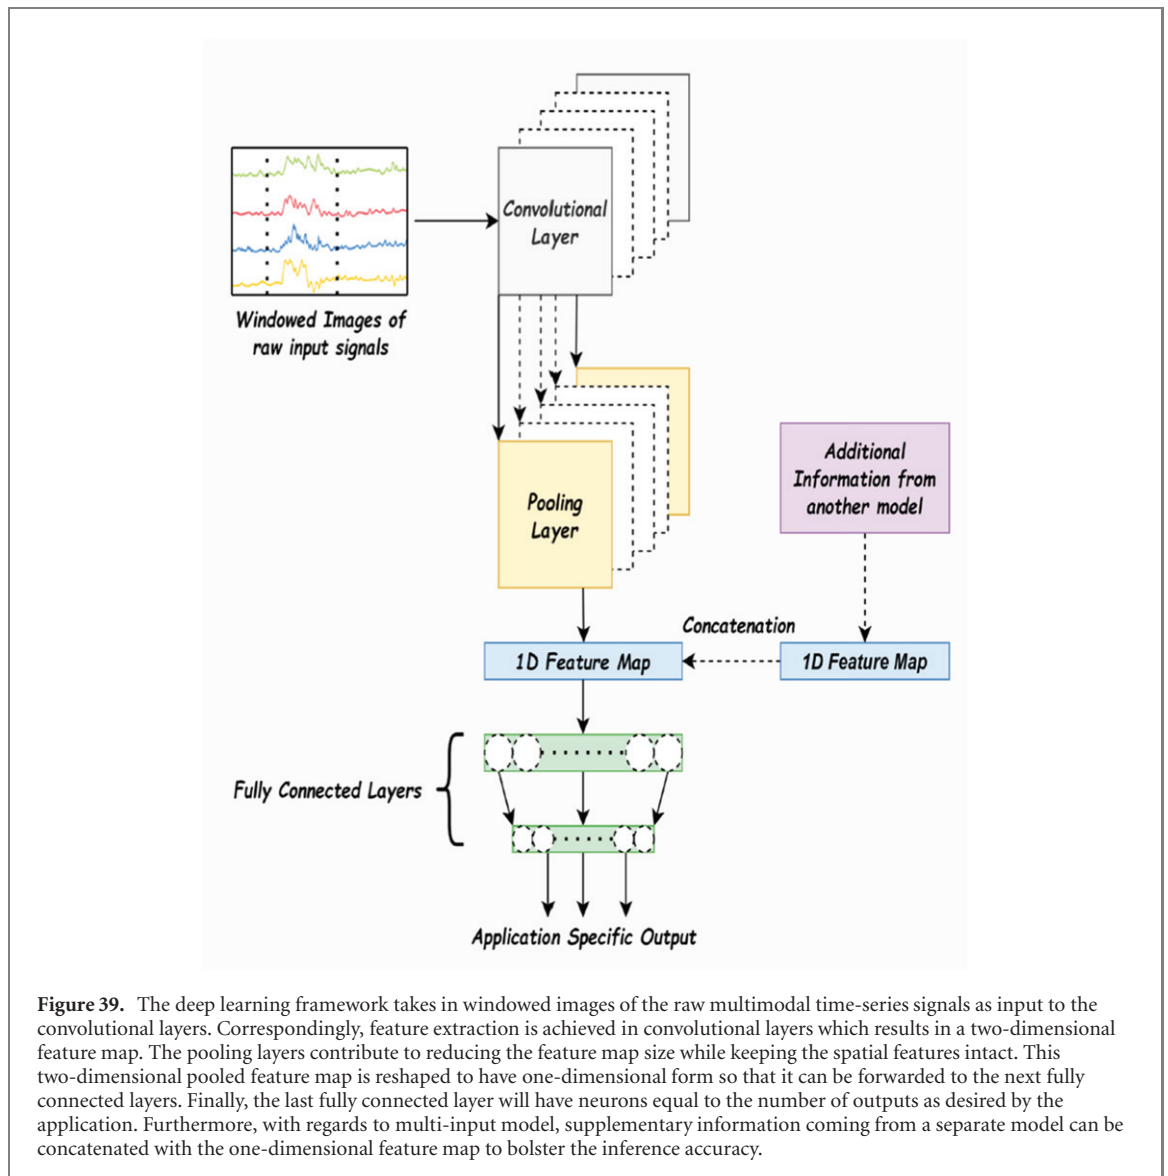 Convolutional
Layer
Windowed Images of
raw input signals
Pooling
Layer
Additional
Information from
another model
Concatenation
1D Feature Map
1D Feature Map
Fully Connected Layers
Application Specific Output
Figure 39. The deep learning framework takes in windowed images of the raw multimodal time-series signals as input to the
convolutional layers. Correspondingly, feature extraction is achieved in convolutional layers which results in a two-dimensional
feature map. The pooling layers contribute to reducing the feature map size while keeping the spatial features intact. This
two-dimensional pooled feature map is reshaped to have one-dimensional form so that it can be forwarded to the next fully
connected layers. Finally, the last fully connected layer will have neurons equal to the number of outputs as desired by the
application. Furthermore, with regards to multi-input model, supplementary information coming from a separate model can be
concatenated with the one-dimensional feature map to bolster the inference accuracy.